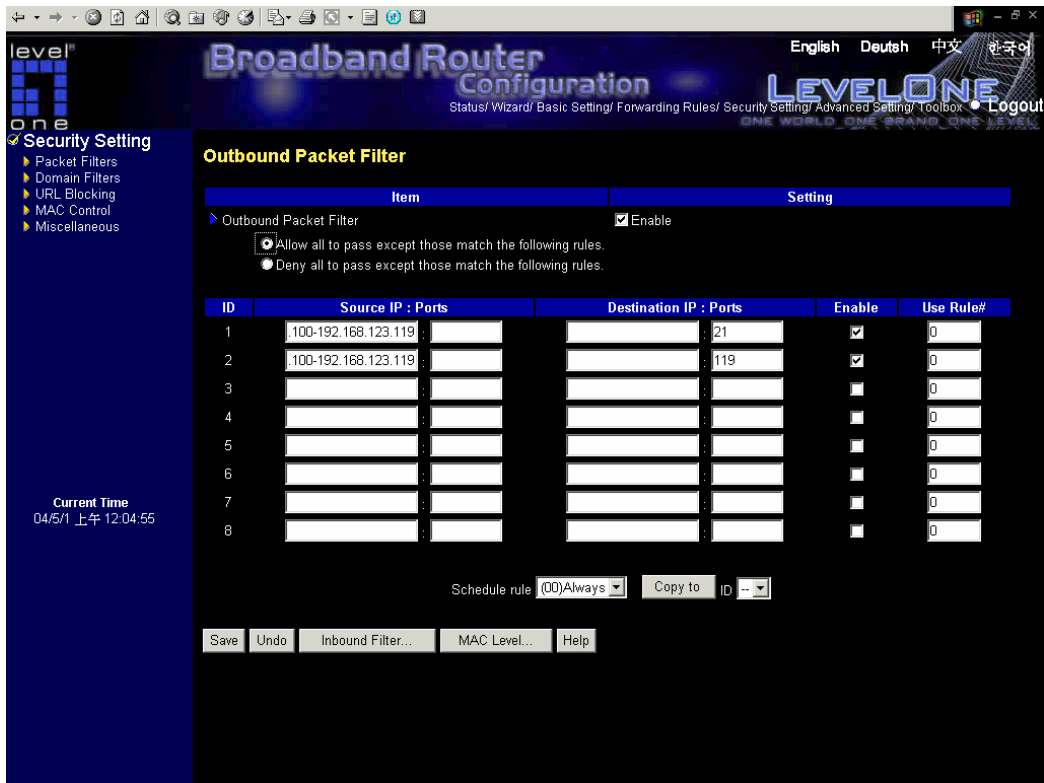 level®
one
Broadband Router
Configuration
English Deutsh 中文 한국어
LEVELONE
Status/ Wizard/ Basic Setting/ Forwarding Rules/ Security Setting/ Advanced Setting/ Toolbox Logout
ONE WORLD ONE BRAND ONE LEVEL
Security Setting
Packet Filters
Domain Filters
URL Blocking
MAC Control
Miscellaneous
Current Time
04/5/1 上午 12:04:55
Outbound Packet Filter
Item Setting
Outbound Packet Filter Enable
Allow all to pass except those match the following rules.
Deny all to pass except those match the following rules.
ID Source IP : Ports Destination IP : Ports Enable Use Rule#
1 .100-192.168.123.119 : : 21 0
2 .100-192.168.123.119 : : 119 0
3 : : 0
4 : : 0
5 : : 0
6 : : 0
7 : : 0
8 : : 0
Schedule rule (00)Always Copy to ID --
Save Undo Inbound Filter... MAC Level... Help